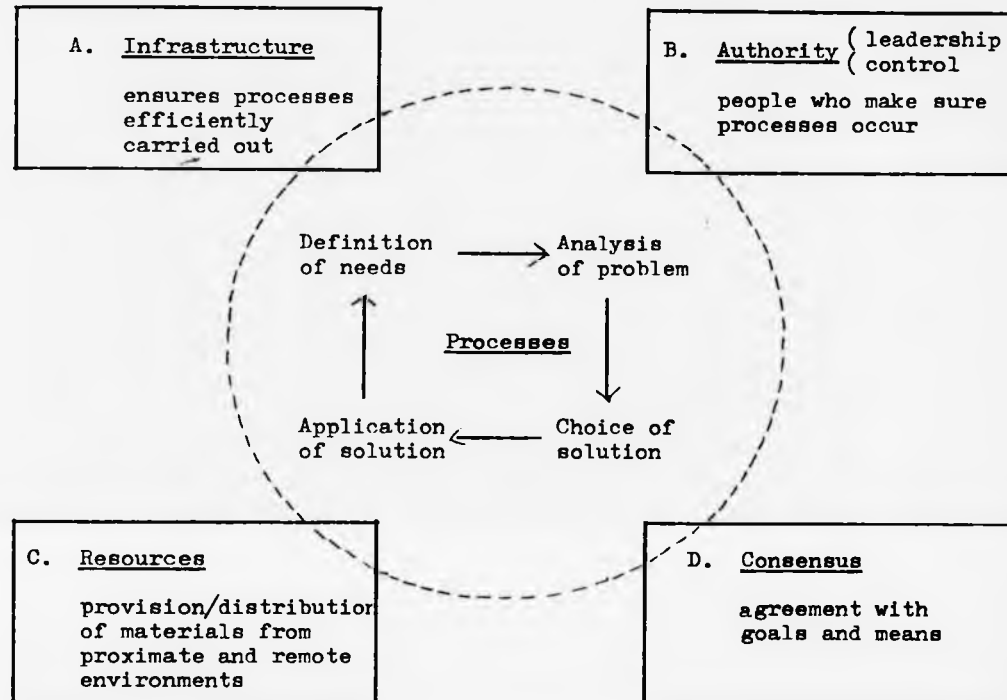 A. Infrastructure
ensures processes
efficiently
carried out
B. Authority ( leadership
( control
people who make sure
processes occur
Definition
of needs
Analysis
of problem
Processes
Application
of solution
Choice of
solution
C. Resources
provision/distribution
of materials from
proximate and remote
environments
D. Consensus
agreement with
goals and means